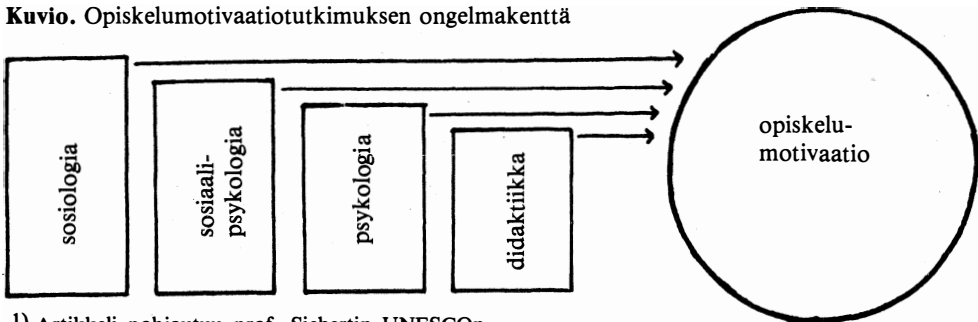 Kuvio. Opiskelumotivaatiotutkimuksen ongelmakenttä
sosiologia
sosiaali-
psykologia
psykologia
didaktiikka
opiskelu-
motivaatio
1) Artikkeli pohjautuu prof. Siebertin UNESCOn